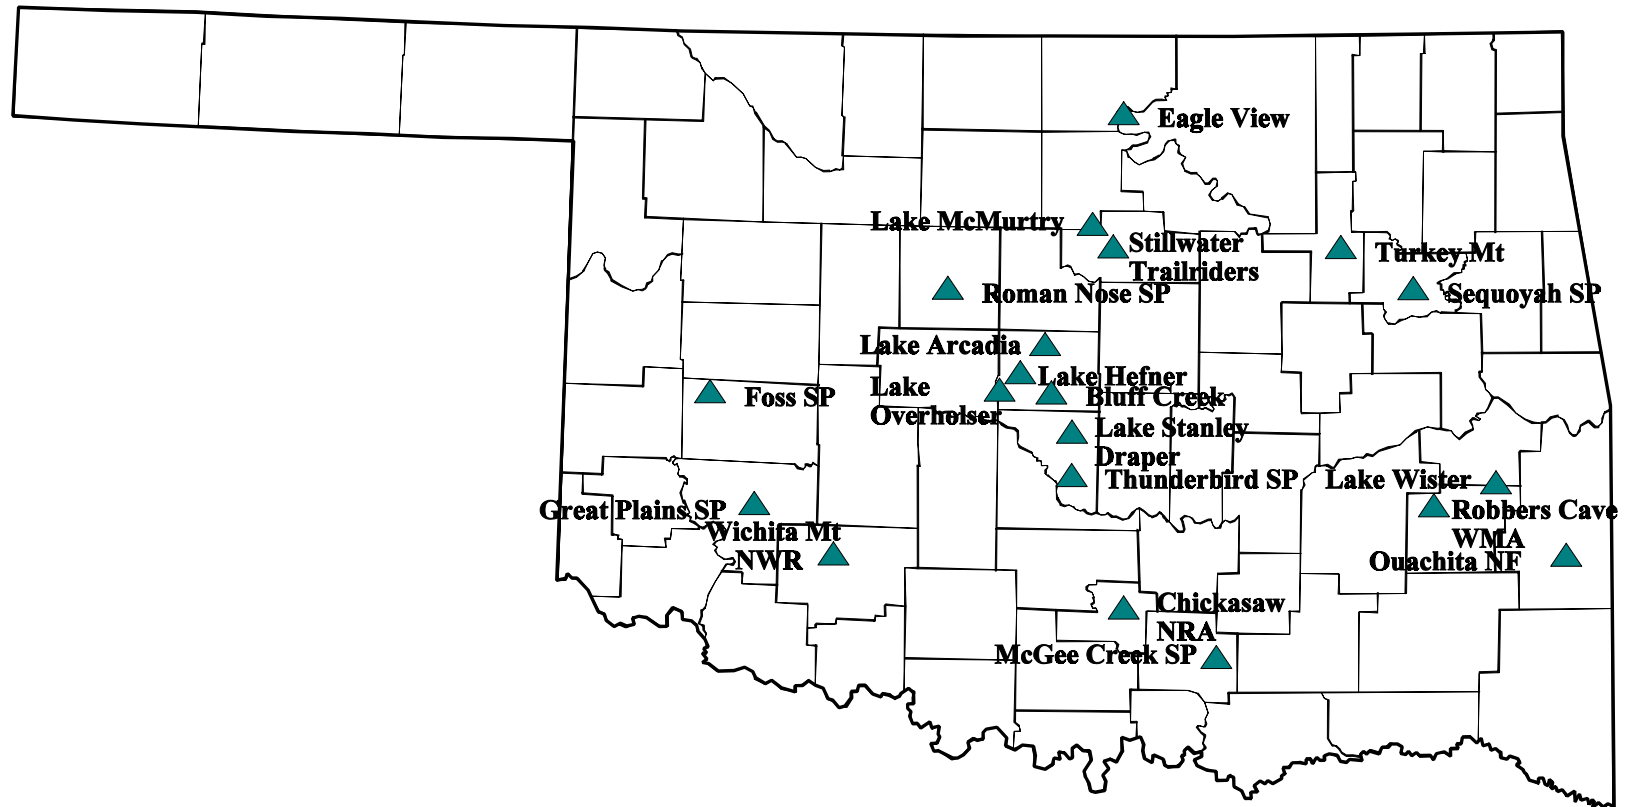 Eagle View
Lake McMurtry
Stillwater
Trailriders
Turkey Mt
Roman Nose SP
Sequoyah SP
Lake Arcadia
Lake Hefner
Lake
Overholser
Bluff Creek
Foss SP
Lake Stanley
Draper
Thunderbird SP
Lake Wister
Great Plains SP
Robbers Cave
WMA
Wichita Mt
NWR
Ouachita NF
Chickasaw
NRA
McGee Creek SP